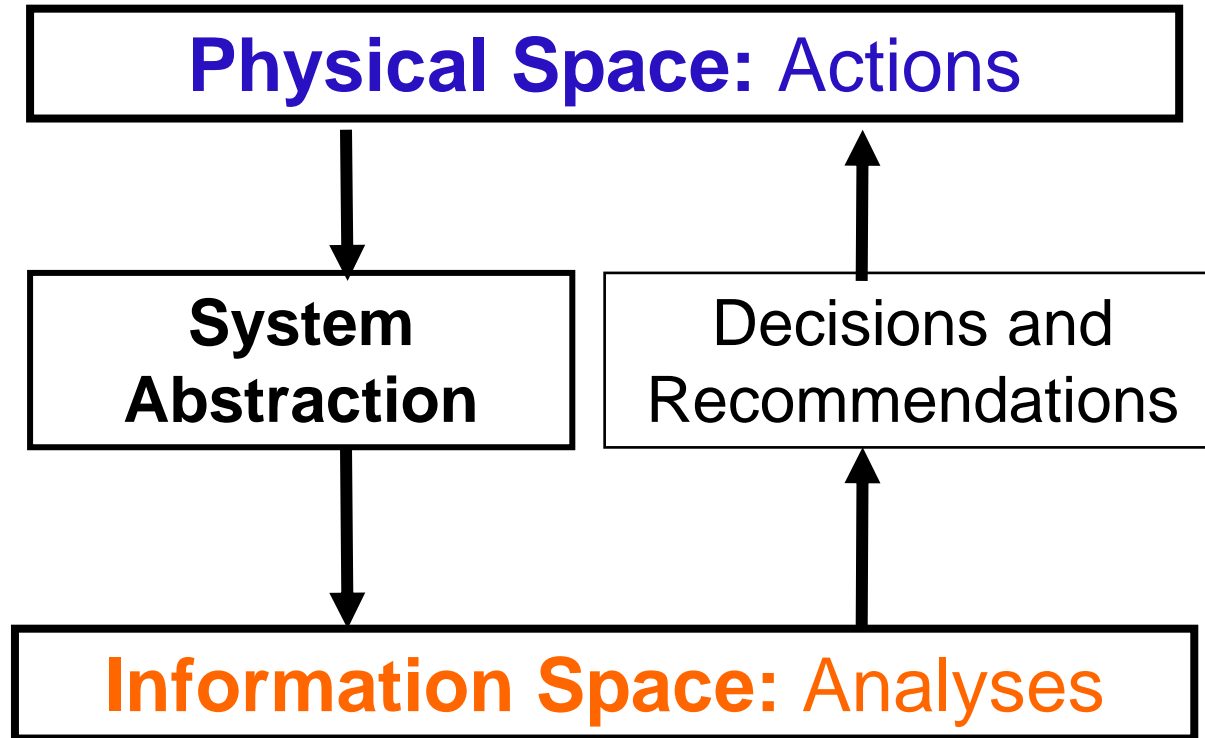 Physical Space: Actions
System
Abstraction
Decisions and
Recommendations
Information Space: Analyses